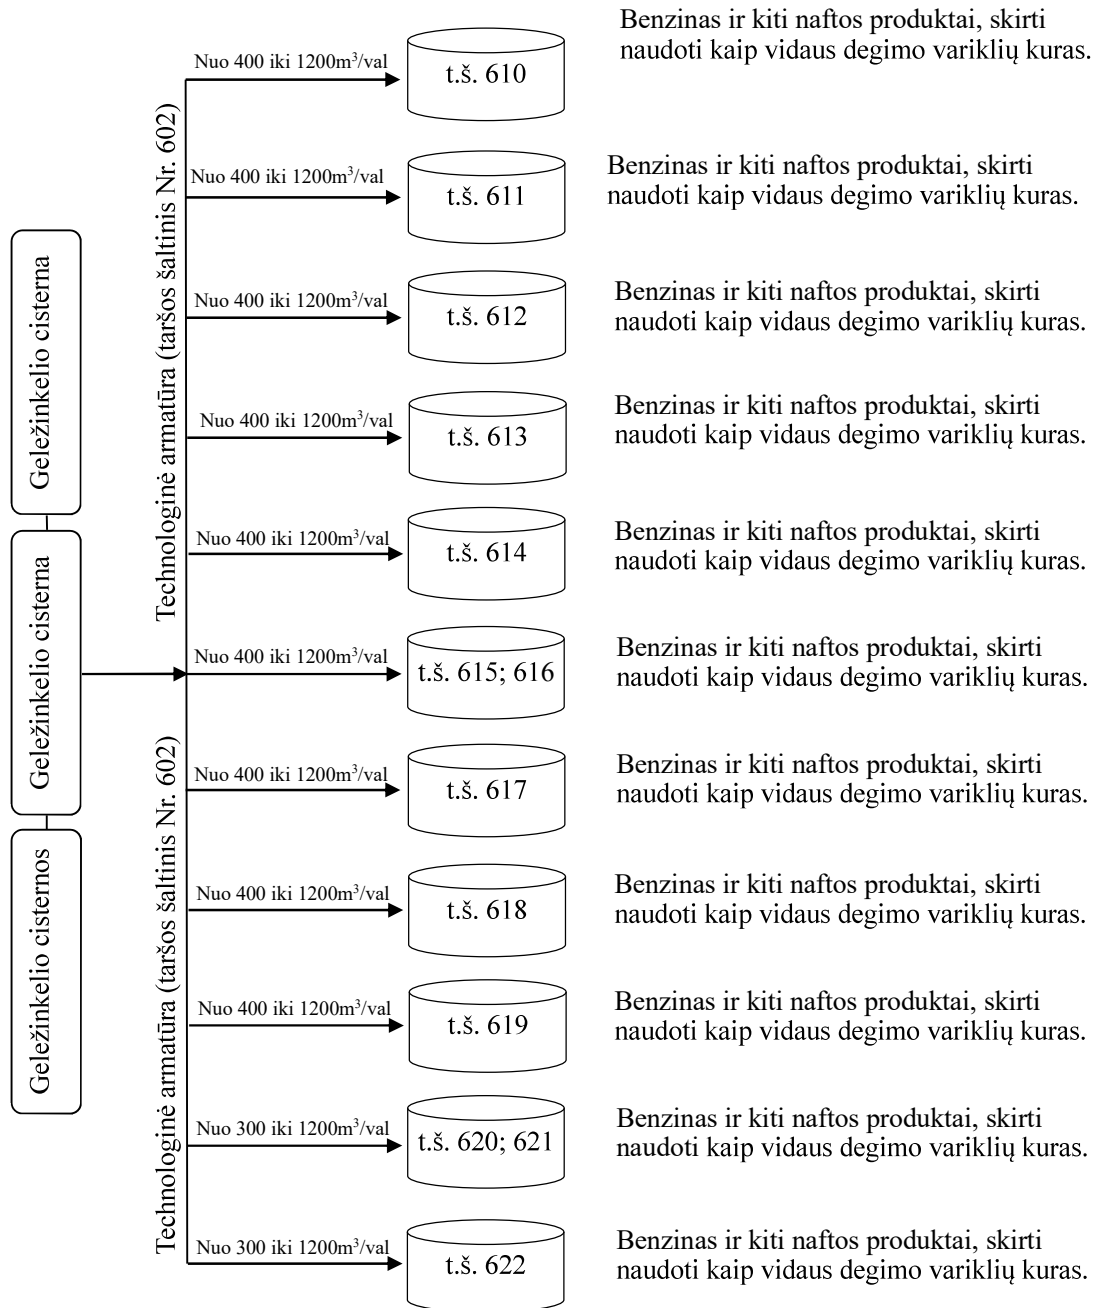 Geležinkelio cisterna
Geležinkelio cisterna
Geležinkelio cisternos
Technologinė armatūra (taršos šaltinis Nr. 602)
Technologinė armatūra (taršos šaltinis Nr. 602)
Nuo 400 iki 1200m³/val
t.š. 610
Benzinas ir kiti naftos produktai, skirti
naudoti kaip vidaus degimo variklių kuras.
Nuo 400 iki 1200m³/val
t.š. 611
Benzinas ir kiti naftos produktai, skirti
naudoti kaip vidaus degimo variklių kuras.
Nuo 400 iki 1200m³/val
t.š. 612
Benzinas ir kiti naftos produktai, skirti
naudoti kaip vidaus degimo variklių kuras.
Nuo 400 iki 1200m³/val
t.š. 613
Benzinas ir kiti naftos produktai, skirti
naudoti kaip vidaus degimo variklių kuras.
Nuo 400 iki 1200m³/val
t.š. 614
Benzinas ir kiti naftos produktai, skirti
naudoti kaip vidaus degimo variklių kuras.
Nuo 400 iki 1200m³/val
t.š. 615; 616
Benzinas ir kiti naftos produktai, skirti
naudoti kaip vidaus degimo variklių kuras.
Nuo 400 iki 1200m³/val
t.š. 617
Benzinas ir kiti naftos produktai, skirti
naudoti kaip vidaus degimo variklių kuras.
Nuo 400 iki 1200m³/val
t.š. 618
Benzinas ir kiti naftos produktai, skirti
naudoti kaip vidaus degimo variklių kuras.
Nuo 400 iki 1200m³/val
t.š. 619
Benzinas ir kiti naftos produktai, skirti
naudoti kaip vidaus degimo variklių kuras.
Nuo 300 iki 1200m³/val
t.š. 620; 621
Benzinas ir kiti naftos produktai, skirti
naudoti kaip vidaus degimo variklių kuras.
Nuo 300 iki 1200m³/val
t.š. 622
Benzinas ir kiti naftos produktai, skirti
naudoti kaip vidaus degimo variklių kuras.